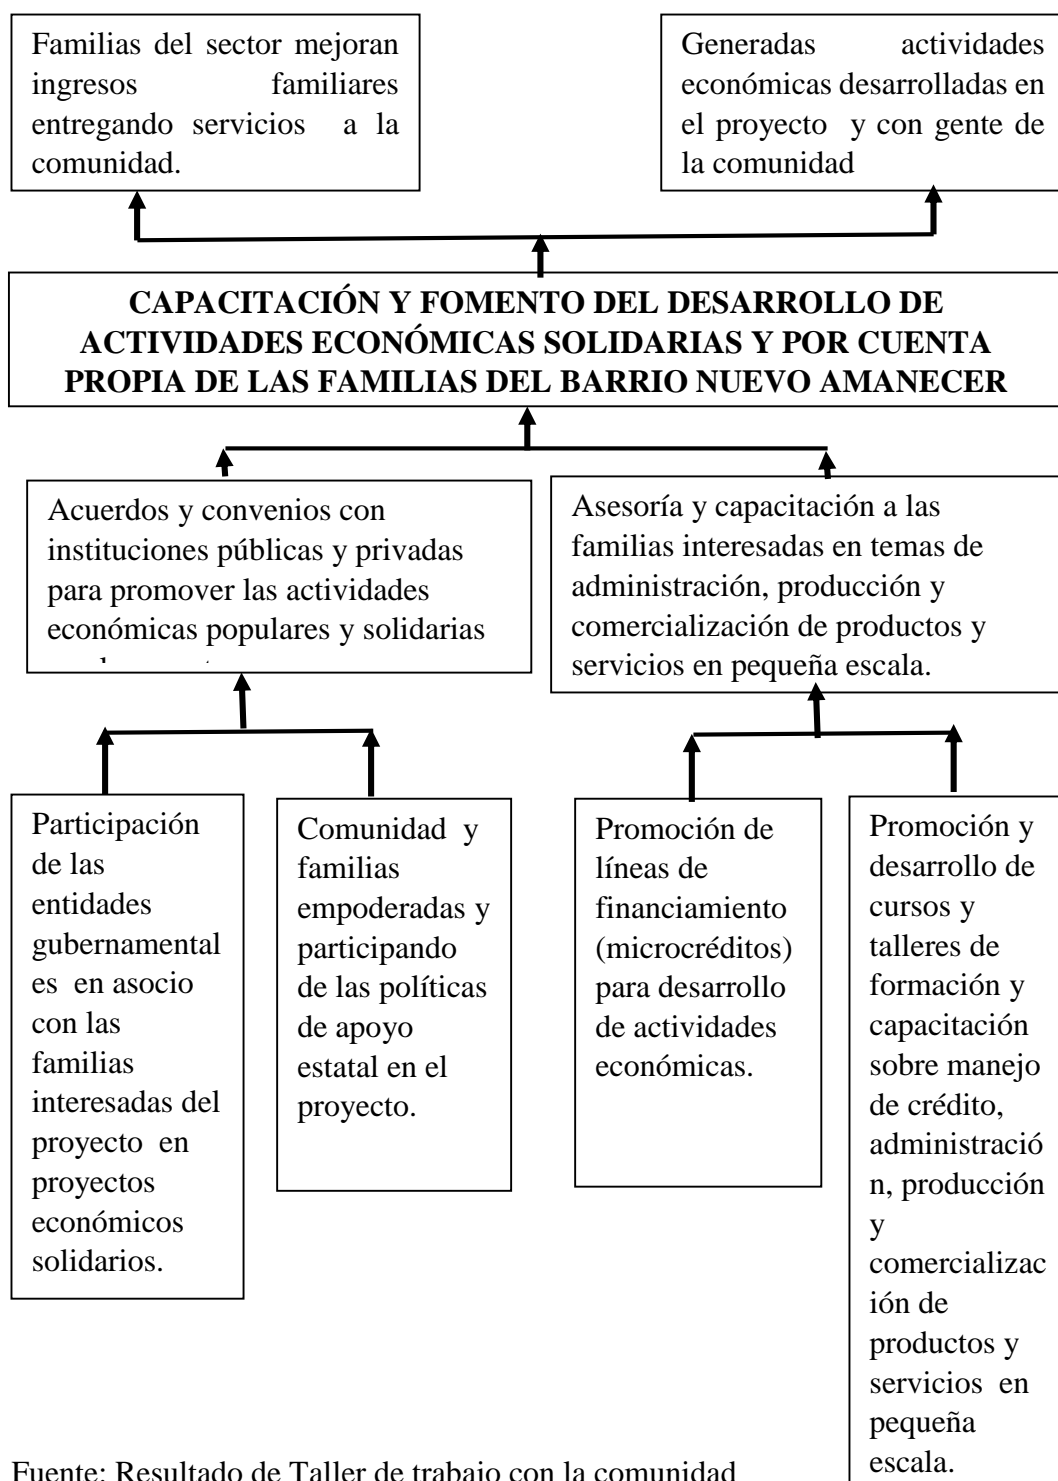 Familias del sector mejoran
ingresos familiares
entregando servicios a la
comunidad.
Generadas actividades
económicas desarrolladas en
el proyecto y con gente de
la comunidad
CAPACITACIÓN Y FOMENTO DEL DESARROLLO DE
ACTIVIDADES ECONÓMICAS SOLIDARIAS Y POR CUENTA
PROPIA DE LAS FAMILIAS DEL BARRIO NUEVO AMANECER
Acuerdos y convenios con
instituciones públicas y privadas
para promover las actividades
económicas populares y solidarias
Asesoría y capacitación a las
familias interesadas en temas de
administración, producción y
comercialización de productos y
servicios en pequeña escala.
Participación
de las
entidades
gubernamental
es en asocio
con las
familias
interesadas del
proyecto en
proyectos
económicos
solidarios.
Comunidad y
familias
empoderadas y
participando
de las políticas
de apoyo
estatal en el
proyecto.
Promoción de
líneas de
financiamiento
(microcréditos)
para desarrollo
de actividades
económicas.
Promoción y
desarrollo de
cursos y
talleres de
formación y
capacitación
sobre manejo
de crédito,
administració
n, producción
y
comercializac
ión de
productos y
servicios en
pequeña
escala.
Fuente: Resultado de Taller de trabajo con la comunidad